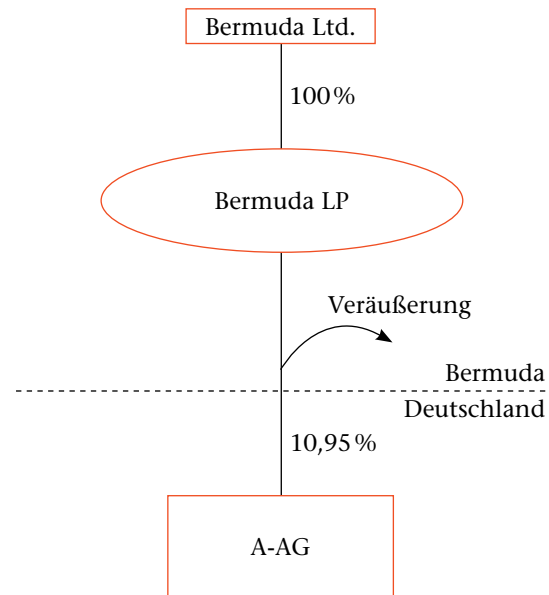 Bermuda Ltd.
100 %
Bermuda LP
Veräußerung
Bermuda
Deutschland
10,95 %
A-AG